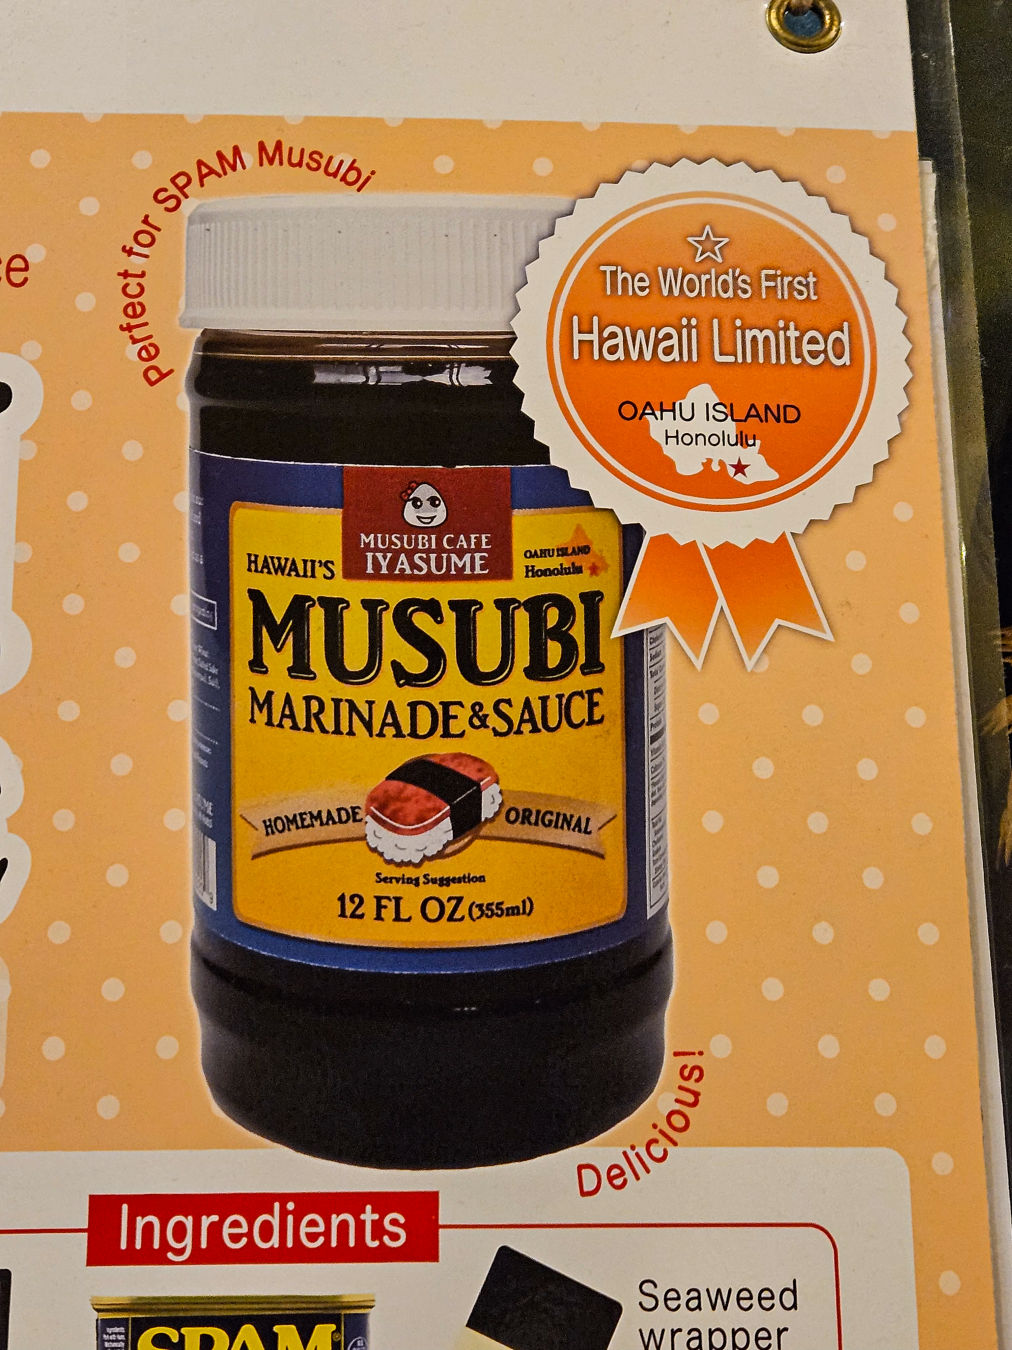 Perfect for SPAM Musubi
The World's First
Hawaii Limited
OAHU ISLAND
Honolulu
MUSUBI CAFE
IYASUME
HAWAII'S
OAHU ISLAND
Honolulu
MUSUBI
MARINADE & SAUCE
HOMEMADE
ORIGINAL
Serving Suggestion
12 FL OZ (355ml)
Delicious!
Ingredients
SPAM
Seaweed
wrapper